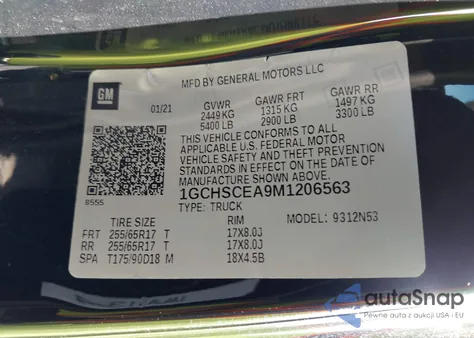 MFD BY GENERAL MOTORS LLC
GM
01/21
GVWR GAWR FRT GAWR RR
2449 KG 1315 KG 1497 KG
5400 LB 2900 LB 3300 LB
THIS VEHICLE CONFORMS TO ALL
APPLICABLE U.S. FEDERAL MOTOR
VEHICLE SAFETY AND THEFT PREVENTION
STANDARDS IN EFFECT ON THE DATE OF
MANUFACTURE SHOWN ABOVE.
1GCHSCEA9M1206563
8555
TYPE: TRUCK
MODEL: 9312N53
TIRE SIZE RIM
FRT 255/65R17 T 17X8.0J
RR 255/65R17 T 17X8.0J
SPA T175/90D18 M 18X4.5B
autoSnap
Pewne auta z aukcji USA i EU